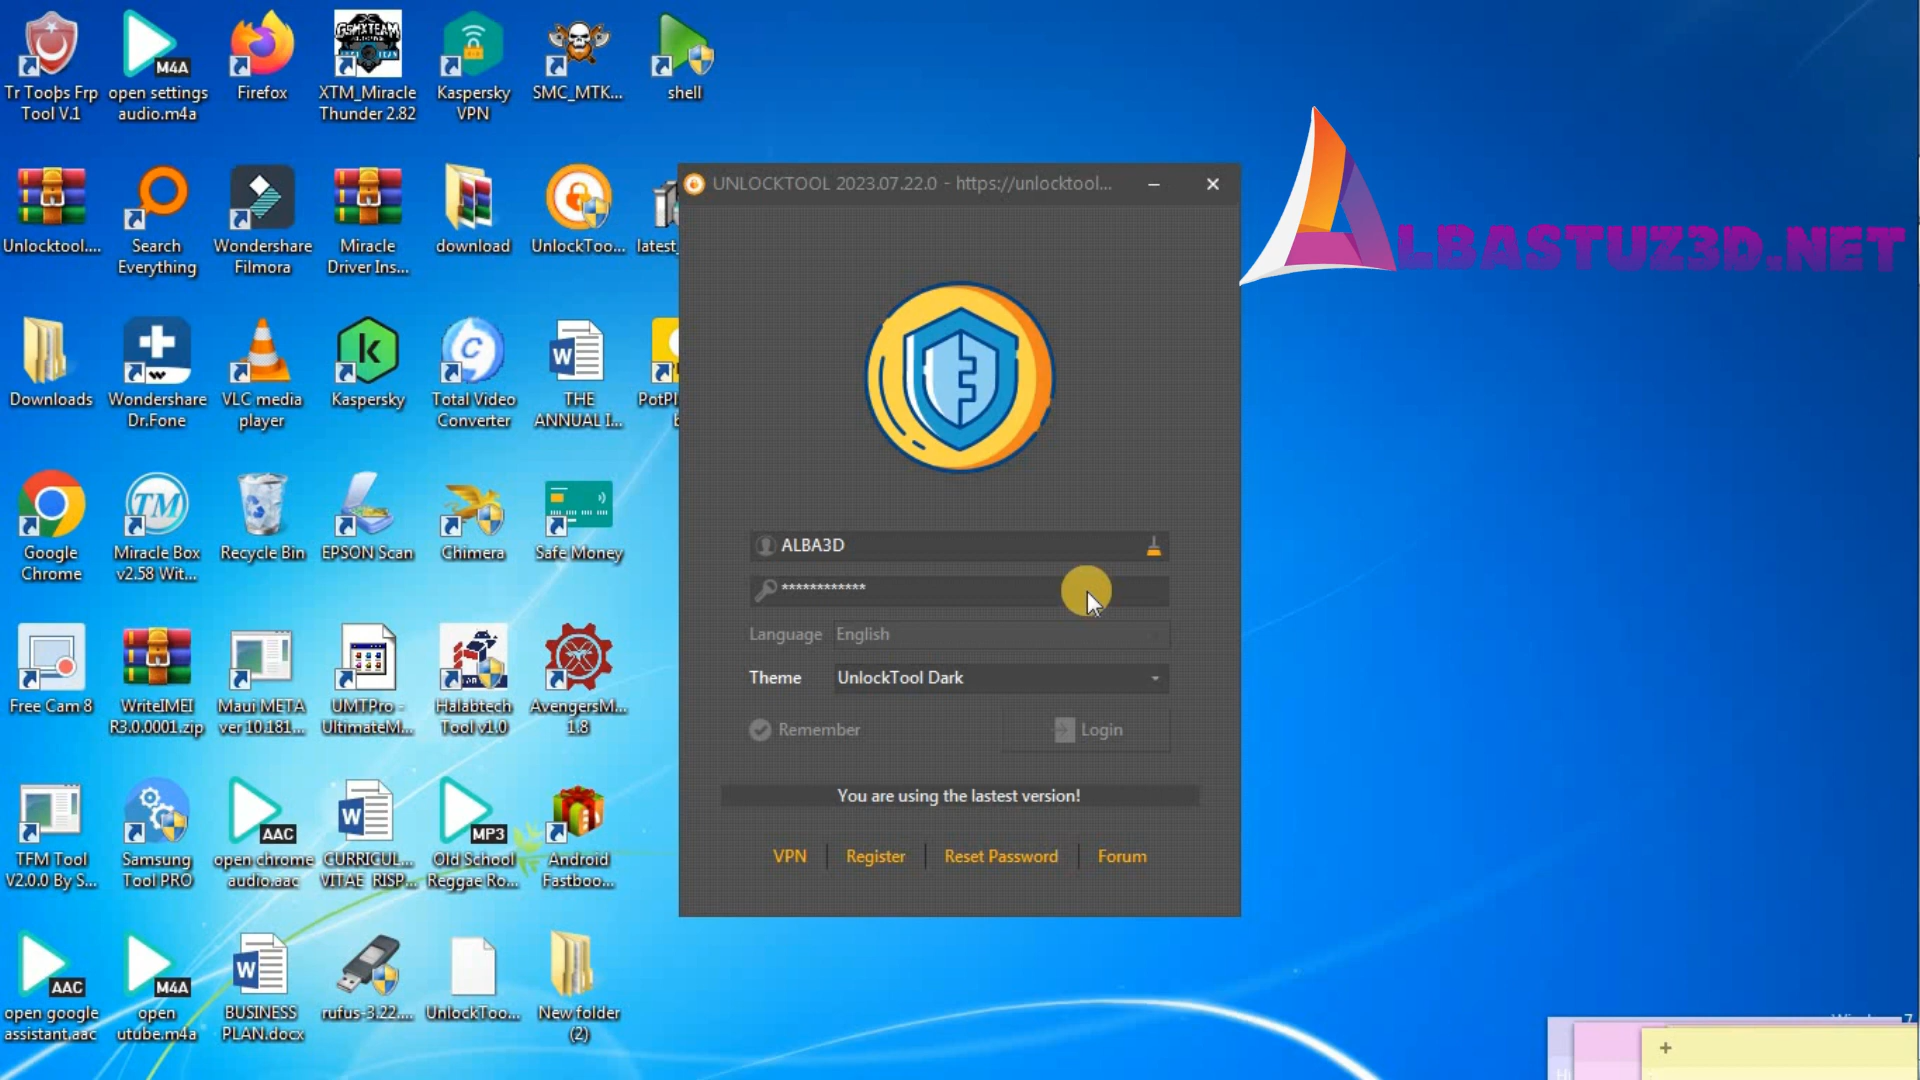 Tr Tooþs Frp
Tool V.1
M4A
open settings
audio.m4a
Firefox
GSMXTEAM
XTM_Miracle
Thunder 2.82
Kaspersky
VPN
SMC_MTK...
shell
Unlocktool....
Search
Everything
Wondershare
Filmora
Miracle
Driver Ins...
download
UnlockToo...
latest_
Downloads
Wondershare
Dr.Fone
VLC media
player
Kaspersky
Total Video
Converter
THE
ANNUAL I...
PotPl
Google
Chrome
TM
Miracle Box
v2.58 Wit...
Recycle Bin
EPSON Scan
Chimera
Safe Money
Free Cam 8
WriteIMEI
R3.0.0001.zip
Maui META
ver 10.181...
UMTPro -
UltimateM...
Halabtech
Tool v1.0
AvengersM...
1.8
TFM Tool
V2.0.0 By S...
Samsung
Tool PRO
AAC
open chrome
audio.aac
CURRICUL...
VITAE RISP...
MP3
Old School
Reggae Ro...
Android
Fastboo...
AAC
open google
assistant.aac
M4A
open
utube.m4a
BUSINESS
PLAN.docx
rufus-3.22....
UnlockToo...
New folder
(2)
UNLOCKTOOL 2023.07.22.0 - https://unlocktool...
ALBA3D
************
Language English
Theme UnlockTool Dark
Remember Login
You are using the lastest version!
VPN Register Reset Password Forum
ALBASTUZ3D.NET
+